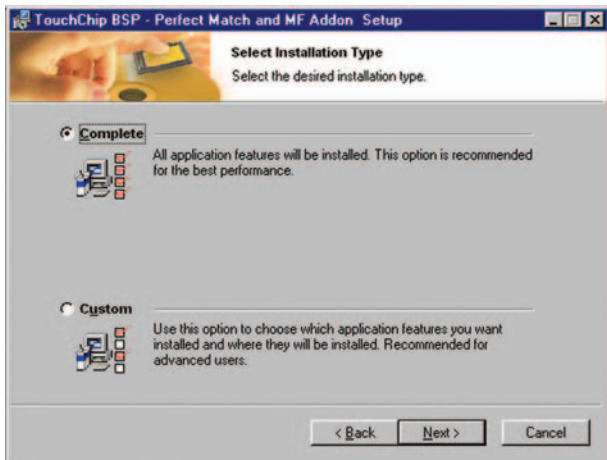 TouchChip BSP - Perfect Match and MF Addon Setup
Select Installation Type
Select the desired installation type.
Complete
All application features will be installed. This option is recommended
for the best performance.
Custom
Use this option to choose which application features you want
installed and where they will be installed. Recommended for
advanced users.
< Back
Next >
Cancel